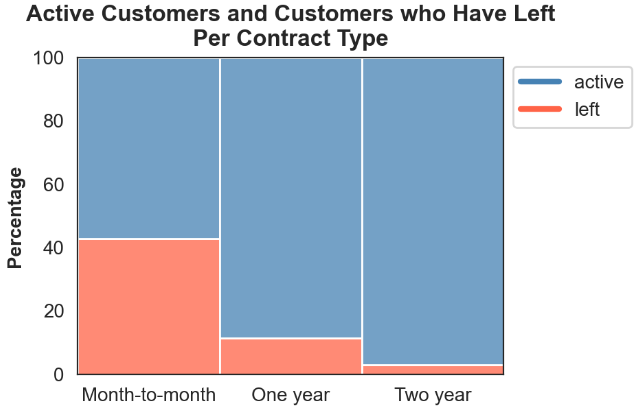 Active Customers and Customers who Have Left
Per Contract Type
100
80
60
40
20
0
Percentage
Month-to-month
One year
Two year
active
left